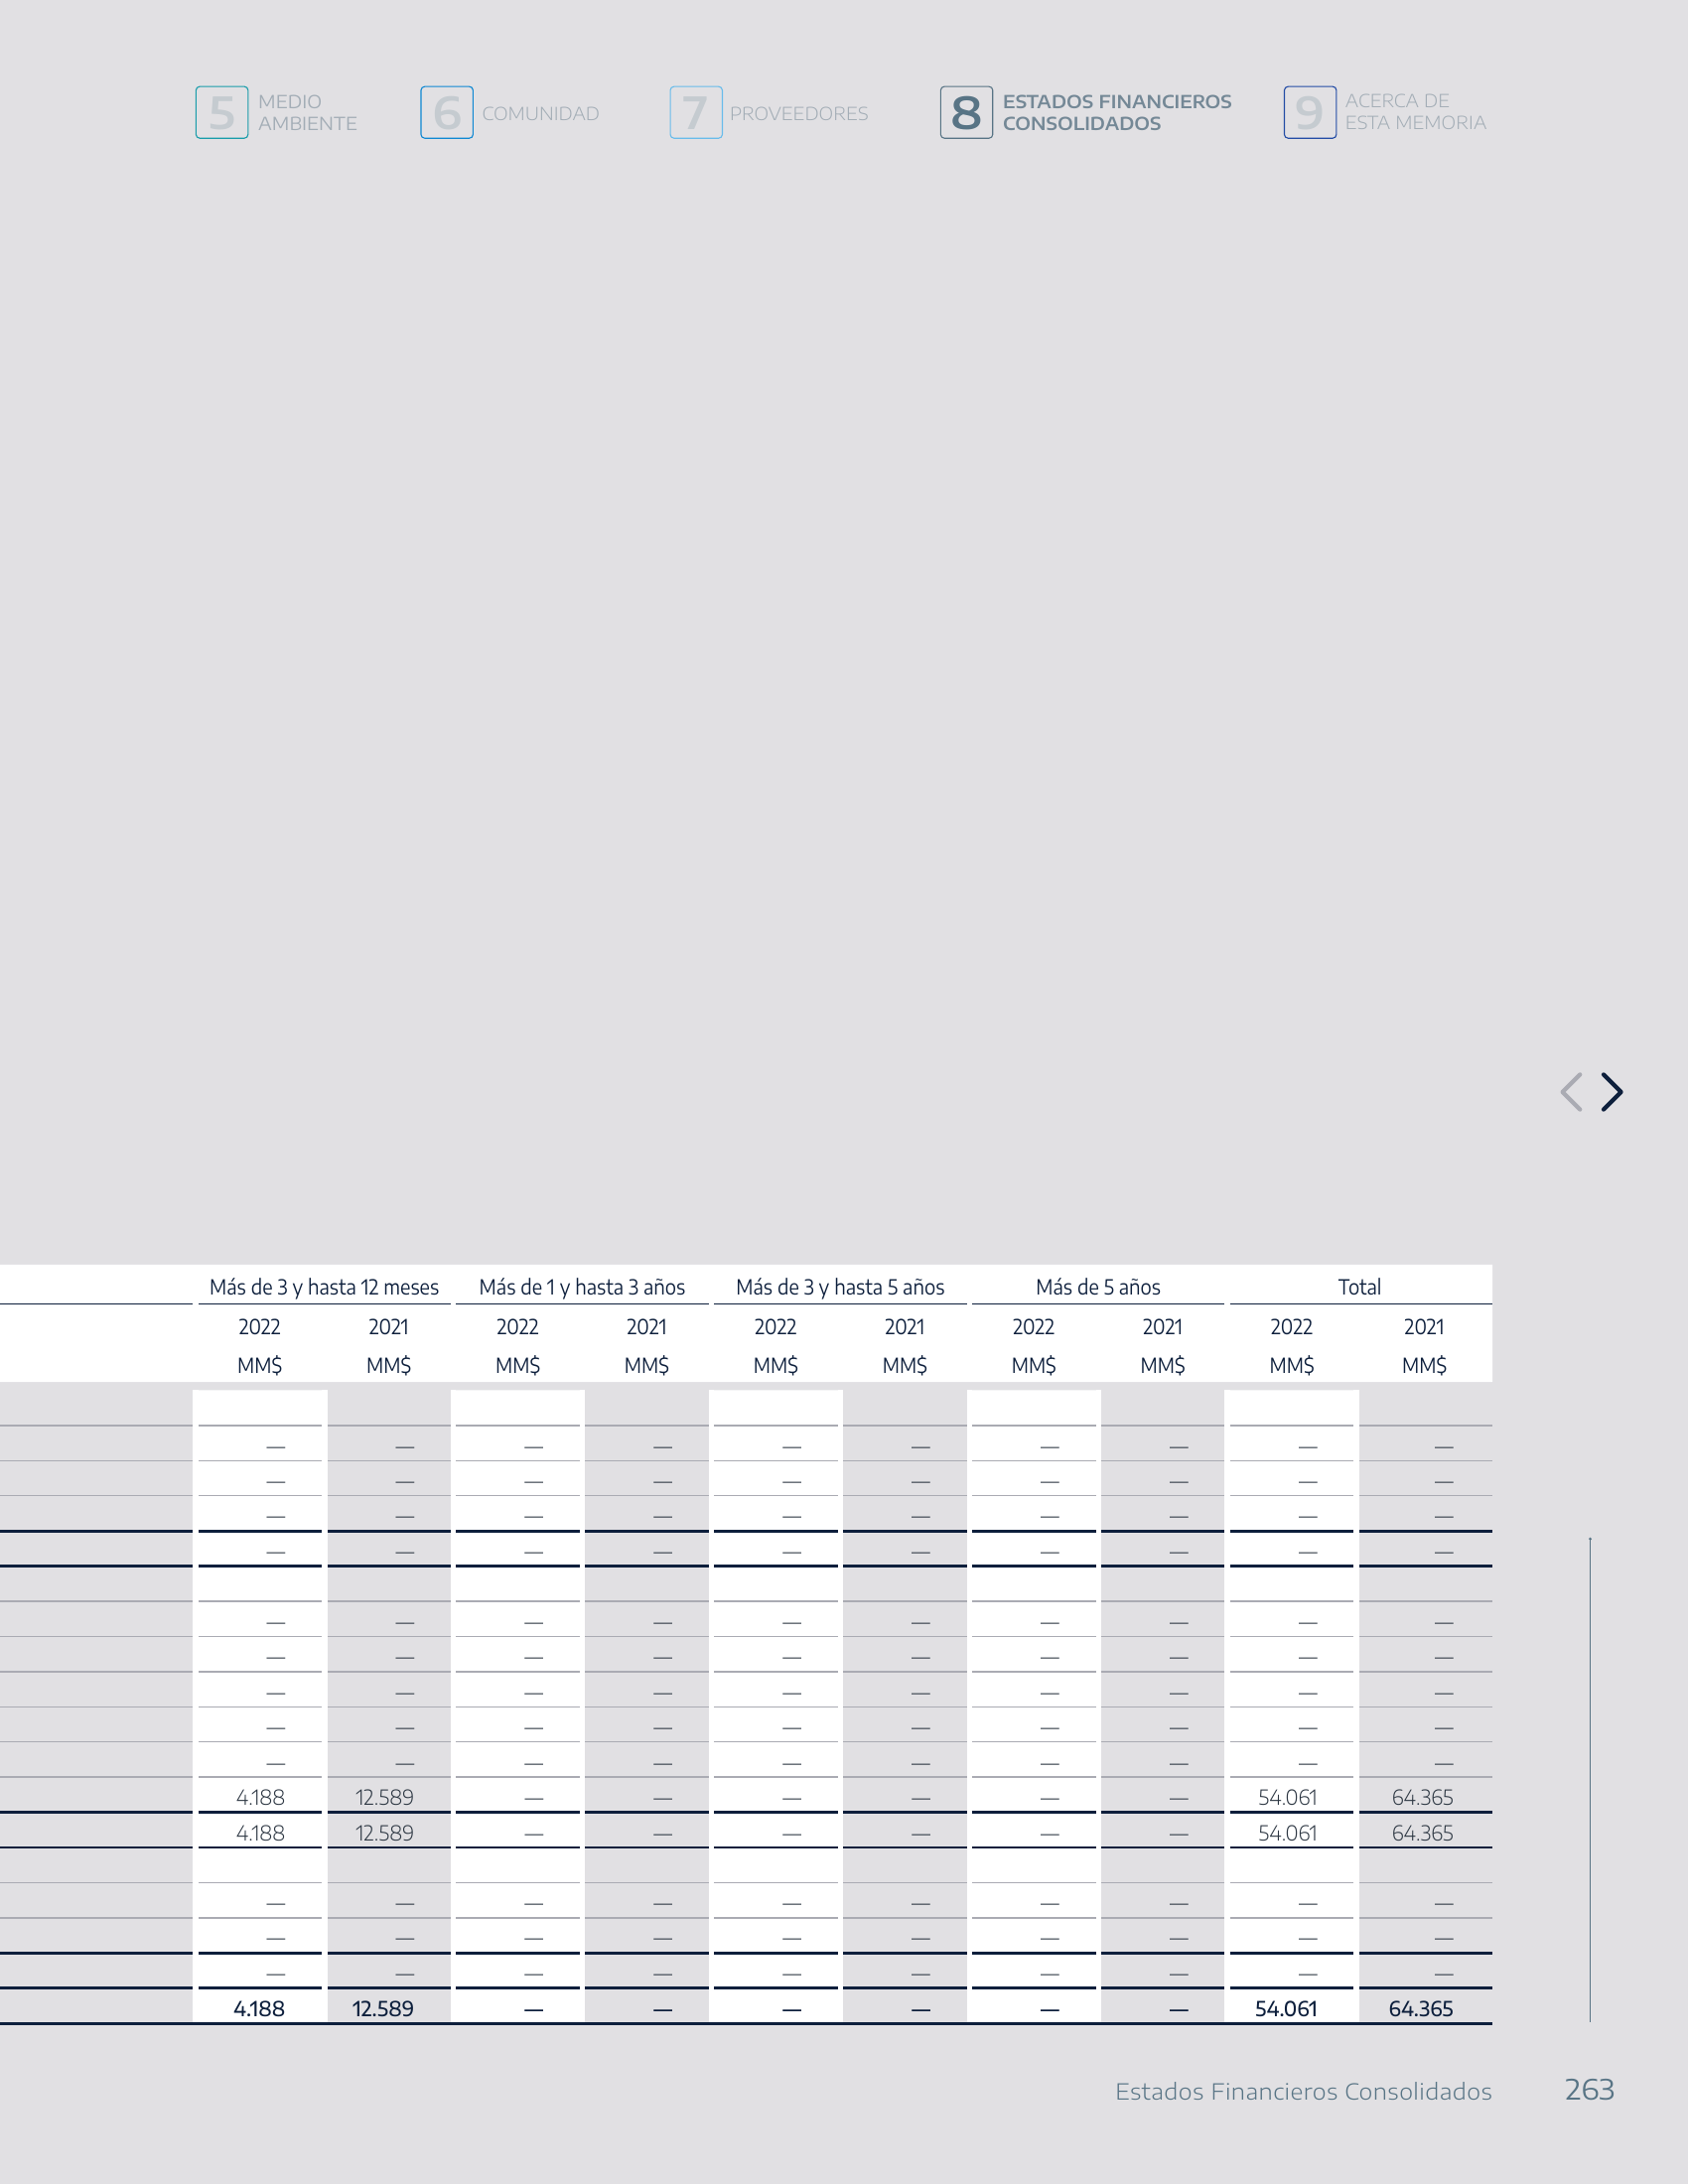 5 MEDIO AMBIENTE 6 COMUNIDAD 7 PROVEEDORES 8 ESTADOS FINANCIEROS CONSOLIDADOS 9 ACERCA DE ESTA MEMORIA
Más de 3 y hasta 12 meses Más de 1 y hasta 3 años Más de 3 y hasta 5 años Más de 5 años Total
2022 2021 2022 2021 2022 2021 2022 2021 2022 2021
MM$ MM$ MM$ MM$ MM$ MM$ MM$ MM$ MM$ MM$
— — — — — — — — — —
— — — — — — — — — —
— — — — — — — — — —
— — — — — — — — — —
— — — — — — — — — —
— — — — — — — — — —
— — — — — — — — — —
— — — — — — — — — —
— — — — — — — — — —
4.188 12.589 — — — — — — 54.061 64.365
4.188 12.589 — — — — — — 54.061 64.365
— — — — — — — — — —
— — — — — — — — — —
— — — — — — — — — —
4.188 12.589 — — — — — — 54.061 64.365
Estados Financieros Consolidados 263